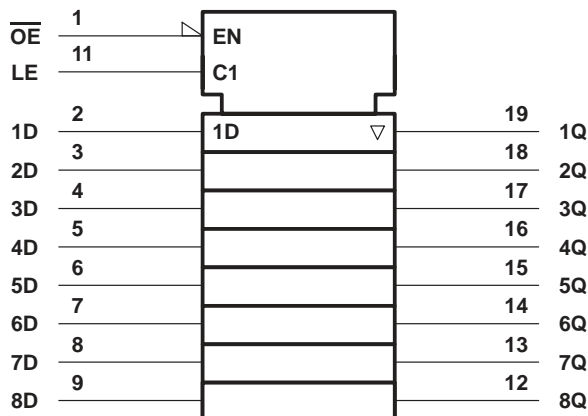 1
O̅E̅ EN
11
LE C1
2 19
1D 1D ▽ 1Q
3 18
2D 2Q
4 17
3D 3Q
5 16
4D 4Q
6 15
5D 5Q
7 14
6D 6Q
8 13
7D 7Q
9 12
8D 8Q